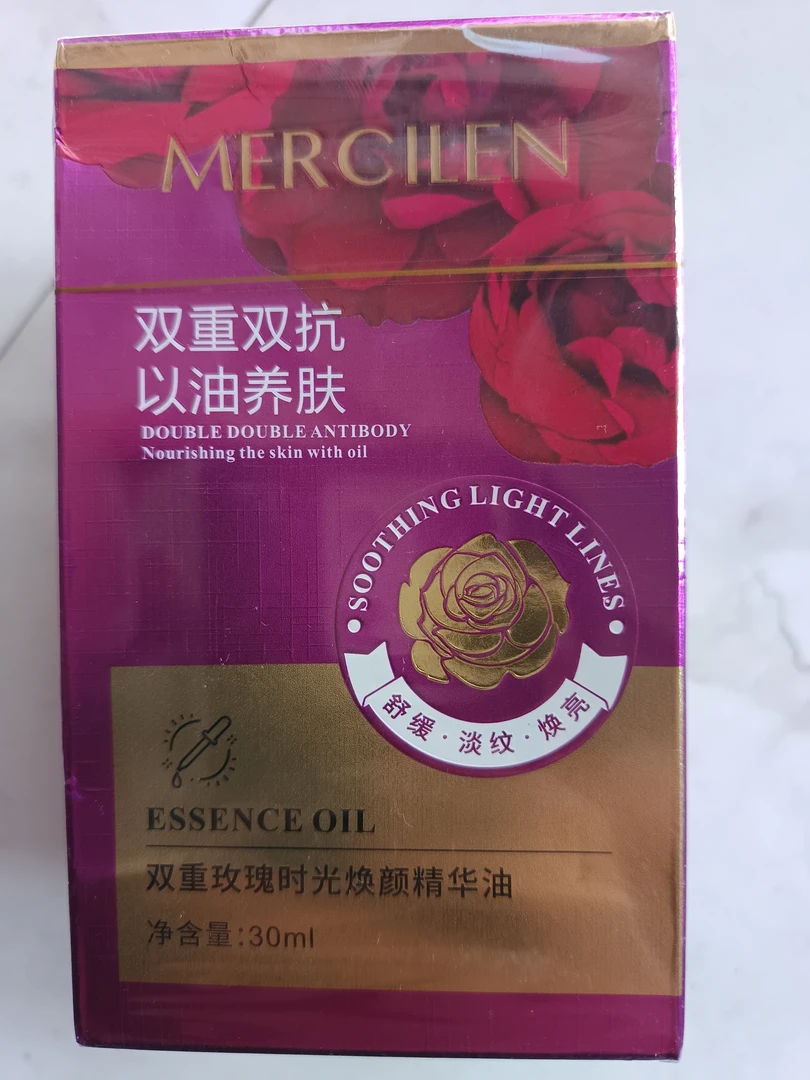 MERCILEN
双重双抗
以油养肤
DOUBLE DOUBLE ANTIBODY
Nourishing the skin with oil
SOOTHING LIGHT LINES
舒缓·淡纹·焕亮
ESSENCE OIL
双重玫瑰时光焕颜精华油
净含量:30ml